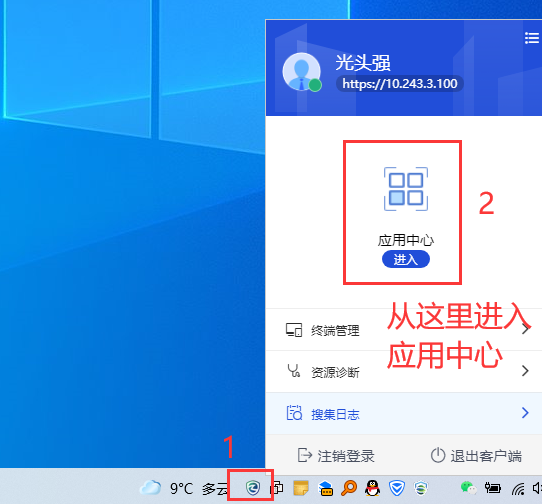 光头强
https://10.243.3.100
应用中心
进入
2
从这里进入
应用中心
终端管理
资源诊断
搜集日志
注销登录
退出客户端
1
9°C 多云